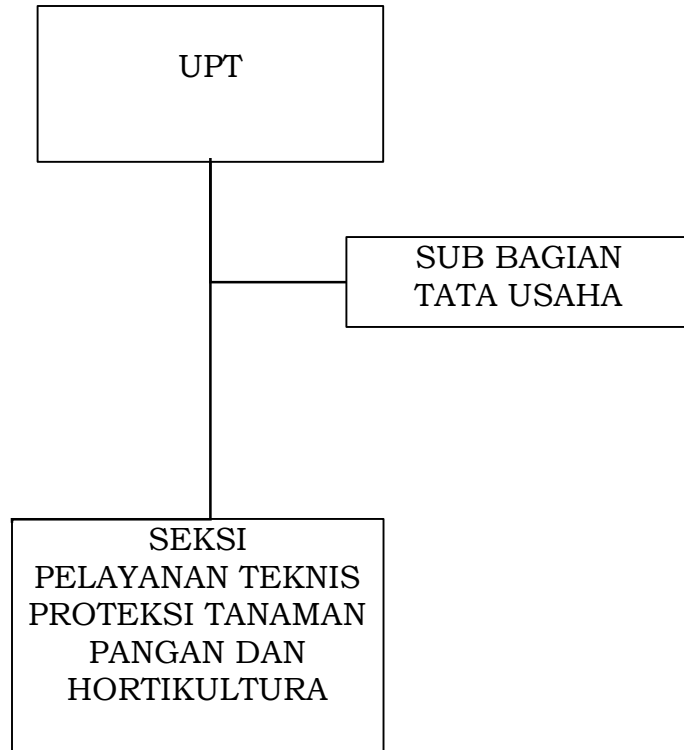 UPT
SUB BAGIAN
TATA USAHA
SEKSI
PELAYANAN TEKNIS
PROTEKSI TANAMAN
PANGAN DAN
HORTIKULTURA